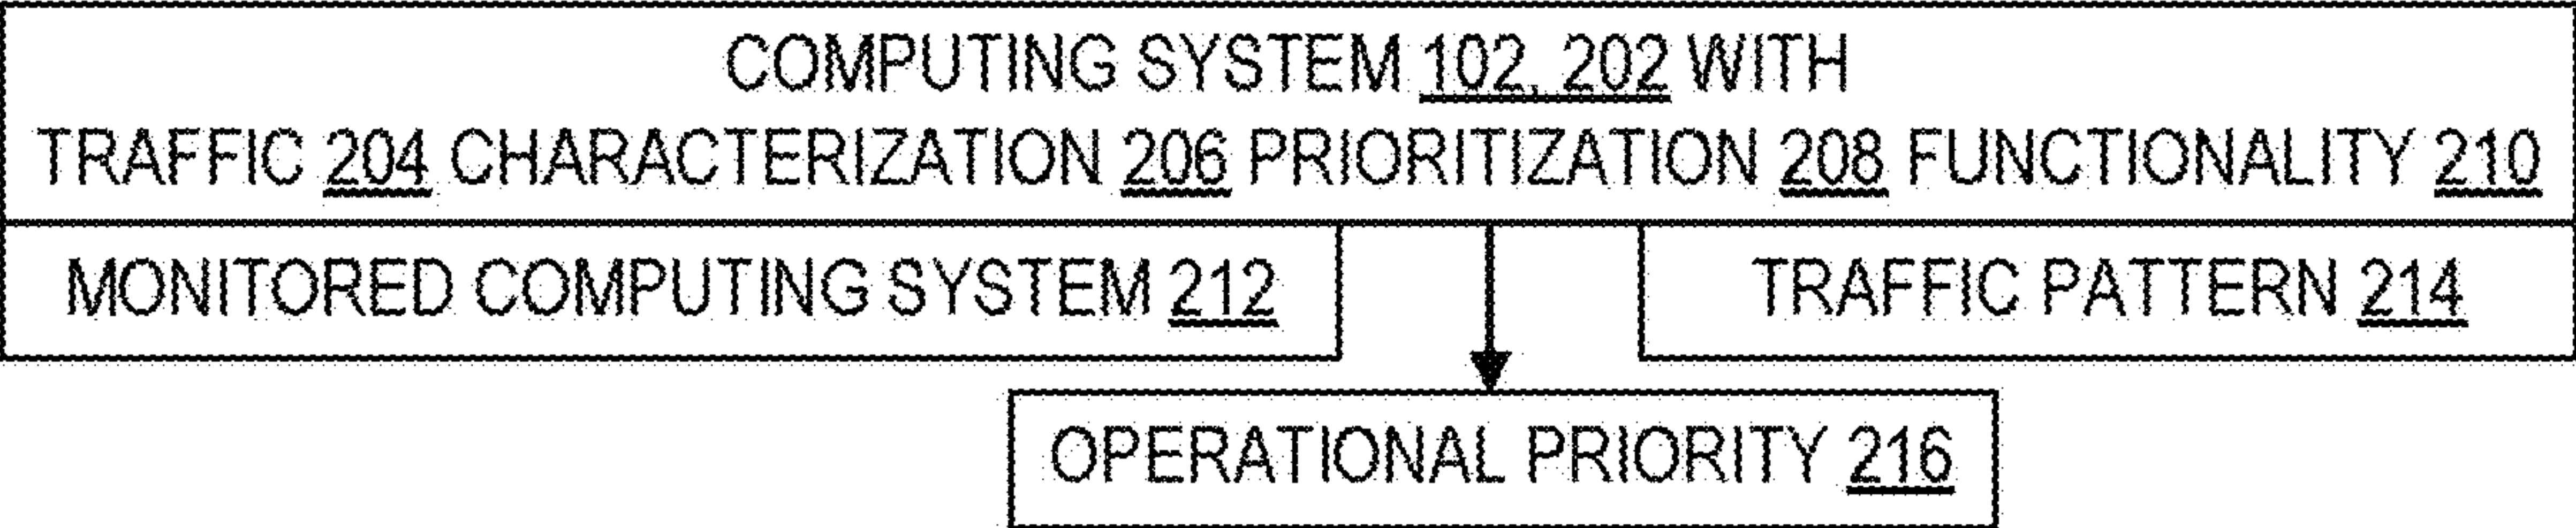 COMPUTING SYSTEM 102, 202 WITH
TRAFFIC 204 CHARACTERIZATION 206 PRIORITIZATION 208 FUNCTIONALITY 210
MONITORED COMPUTING SYSTEM 212
TRAFFIC PATTERN 214
OPERATIONAL PRIORITY 216